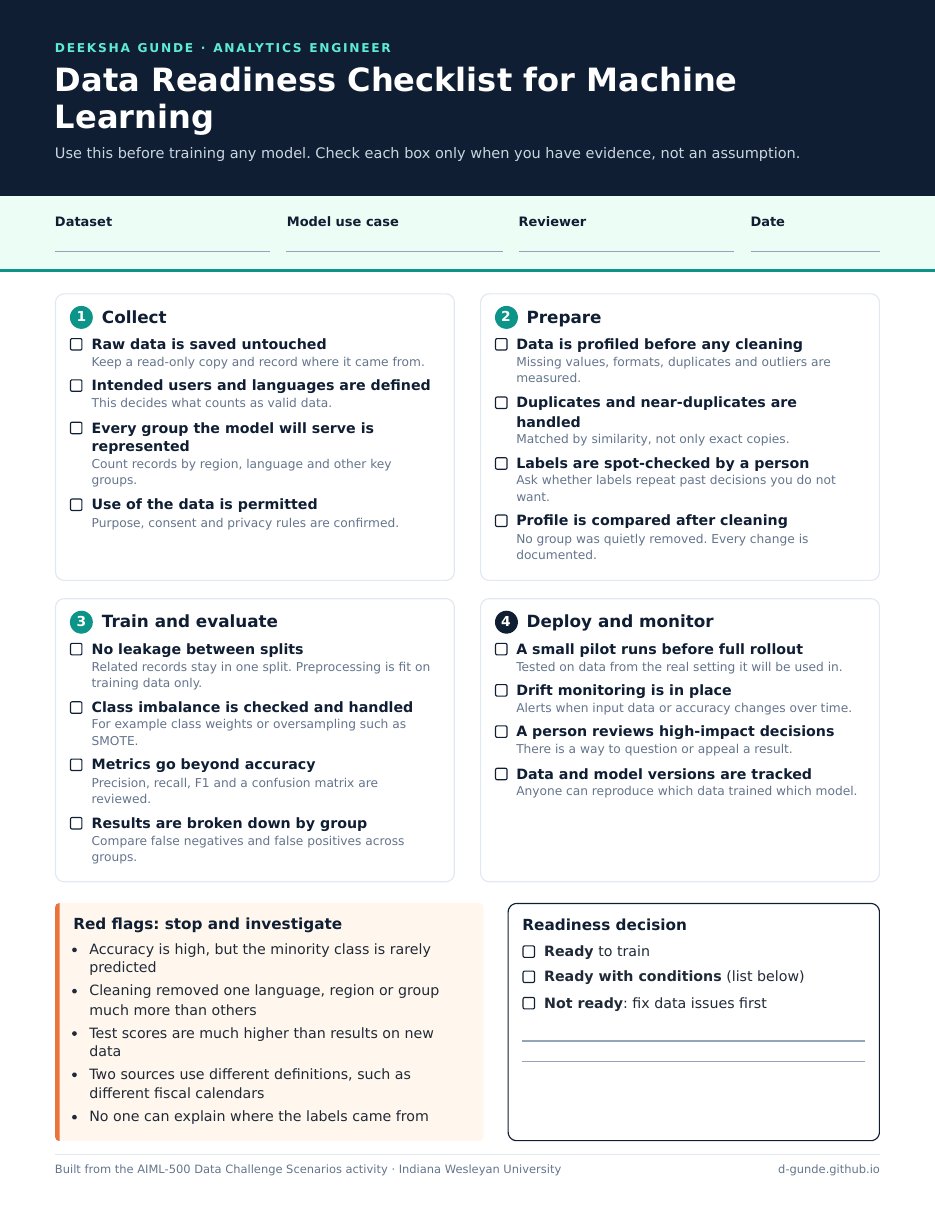 DEEKSHA GUNDE · ANALYTICS ENGINEER
Data Readiness Checklist for Machine
Learning
Use this before training any model. Check each box only when you have evidence, not an assumption.
Dataset
Model use case
Reviewer
Date
1 Collect
Raw data is saved untouched
Keep a read-only copy and record where it came from.
Intended users and languages are defined
This decides what counts as valid data.
Every group the model will serve is
represented
Count records by region, language and other key
groups.
Use of the data is permitted
Purpose, consent and privacy rules are confirmed.
2 Prepare
Data is profiled before any cleaning
Missing values, formats, duplicates and outliers are
measured.
Duplicates and near-duplicates are
handled
Matched by similarity, not only exact copies.
Labels are spot-checked by a person
Ask whether labels repeat past decisions you do not
want.
Profile is compared after cleaning
No group was quietly removed. Every change is
documented.
3 Train and evaluate
No leakage between splits
Related records stay in one split. Preprocessing is fit on
training data only.
Class imbalance is checked and handled
For example class weights or oversampling such as
SMOTE.
Metrics go beyond accuracy
Precision, recall, F1 and a confusion matrix are
reviewed.
Results are broken down by group
Compare false negatives and false positives across
groups.
4 Deploy and monitor
A small pilot runs before full rollout
Tested on data from the real setting it will be used in.
Drift monitoring is in place
Alerts when input data or accuracy changes over time.
A person reviews high-impact decisions
There is a way to question or appeal a result.
Data and model versions are tracked
Anyone can reproduce which data trained which model.
Red flags: stop and investigate
• Accuracy is high, but the minority class is rarely
predicted
• Cleaning removed one language, region or group
much more than others
• Test scores are much higher than results on new
data
• Two sources use different definitions, such as
different fiscal calendars
• No one can explain where the labels came from
Readiness decision
Ready to train
Ready with conditions (list below)
Not ready: fix data issues first
Built from the AIML-500 Data Challenge Scenarios activity · Indiana Wesleyan University
d-gunde.github.io